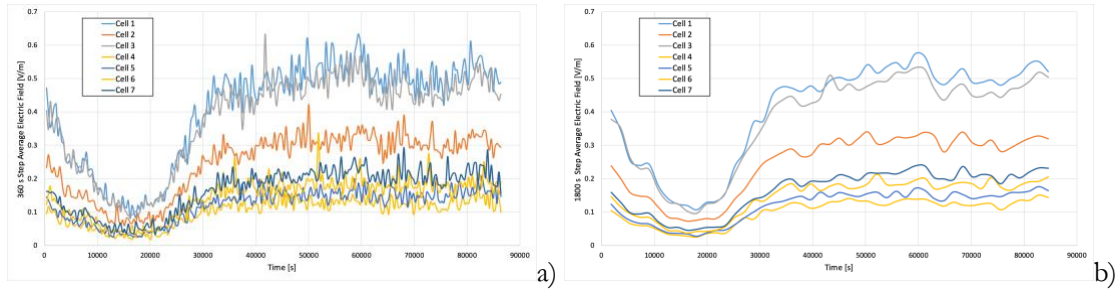 360 s Step Average Electric Field [V/m]
0.7
0.6
0.5
0.4
0.3
0.2
0.1
0
Cell 1
Cell 2
Cell 3
Cell 4
Cell 5
Cell 6
Cell 7
0 10000 20000 30000 40000 50000 60000 70000 80000 90000
Time [s]
a)
1800 s Step Average Electric Field [V/m]
0.7
0.6
0.5
0.4
0.3
0.2
0.1
0
Cell 1
Cell 2
Cell 3
Cell 4
Cell 5
Cell 6
Cell 7
0 10000 20000 30000 40000 50000 60000 70000 80000 90000
Time [s]
b)